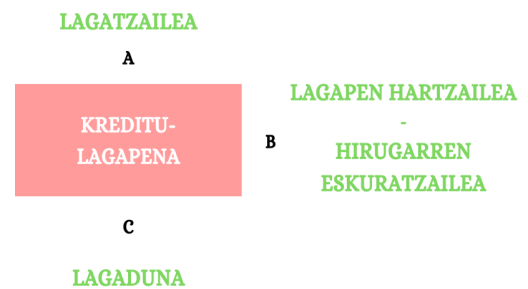 LAGATZAILEA
A
KREDITU-
LAGAPENA
B
LAGAPEN HARTZAILEA
-
HIRUGARREN
ESKURATZAILEA
C
LAGADUNA